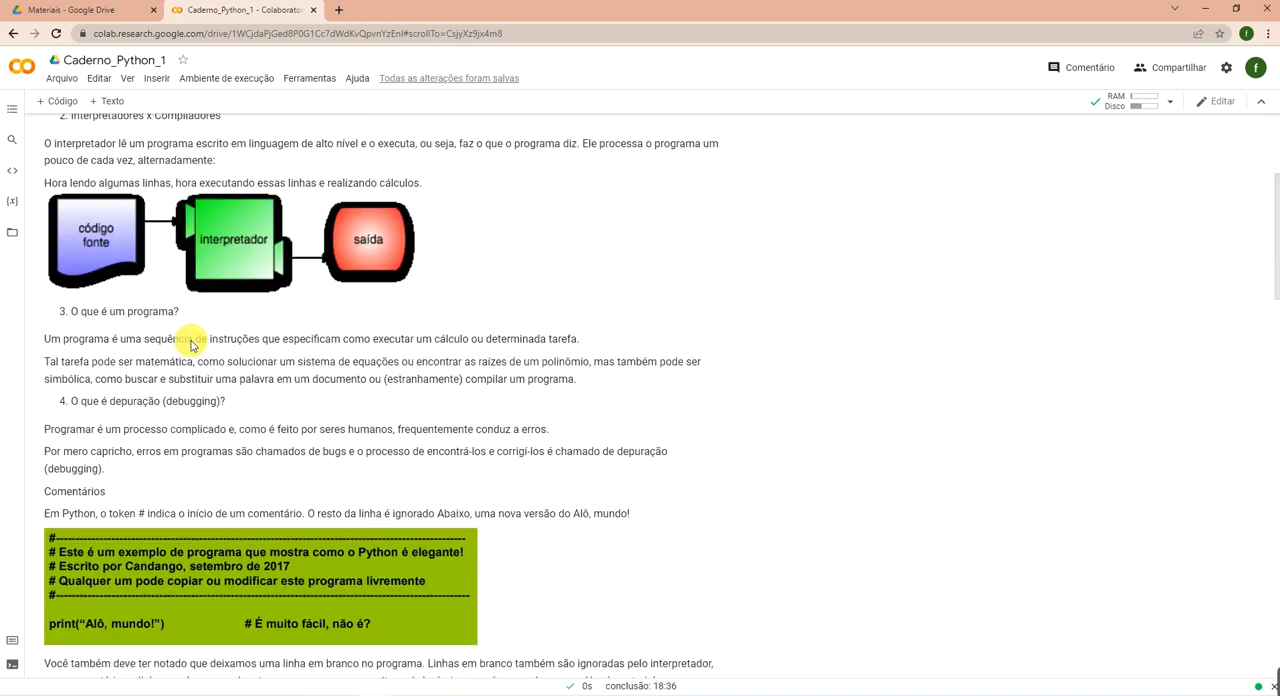 Materiais - Google Drive
Caderno_Python_1 - Colaborator
colab.research.google.com/drive/1WCjdaPjGed8P0G1Cc7dWdKvQpvnYzEnI#scrollTo=CsjyXz9jx4m8
f
Caderno_Python_1
Arquivo Editar Ver Inserir Ambiente de execução Ferramentas Ajuda Todas as alterações foram salvas
Comentário Compartilhar f
+ Código + Texto
RAM
Disco
Editar
2. Interpretadores x Compiladores
O interpretador lê um programa escrito em linguagem de alto nível e o executa, ou seja, faz o que o programa diz. Ele processa o programa um
pouco de cada vez, alternadamente:
Hora lendo algumas linhas, hora executando essas linhas e realizando cálculos.
código
fonte
interpretador
saída
3. O que é um programa?
Um programa é uma sequência de instruções que especificam como executar um cálculo ou determinada tarefa.
Tal tarefa pode ser matemática, como solucionar um sistema de equações ou encontrar as raízes de um polinômio, mas também pode ser
simbólica, como buscar e substituir uma palavra em um documento ou (estranhamente) compilar um programa.
4. O que é depuração (debugging)?
Programar é um processo complicado e, como é feito por seres humanos, frequentemente conduz a erros.
Por mero capricho, erros em programas são chamados de bugs e o processo de encontrá-los e corrigí-los é chamado de depuração
(debugging).
Comentários
Em Python, o token # indica o início de um comentário. O resto da linha é ignorado Abaixo, uma nova versão do Alô, mundo!
#--------------------------------------------------------------------------------------------
# Este é um exemplo de programa que mostra como o Python é elegante!
# Escrito por Candango, setembro de 2017
# Qualquer um pode copiar ou modificar este programa livremente
#--------------------------------------------------------------------------------------------
print(“Alô, mundo!”) # É muito fácil, não é?
Você também deve ter notado que deixamos uma linha em branco no programa. Linhas em branco também são ignoradas pelo interpretador,
0s conclusão: 18:36